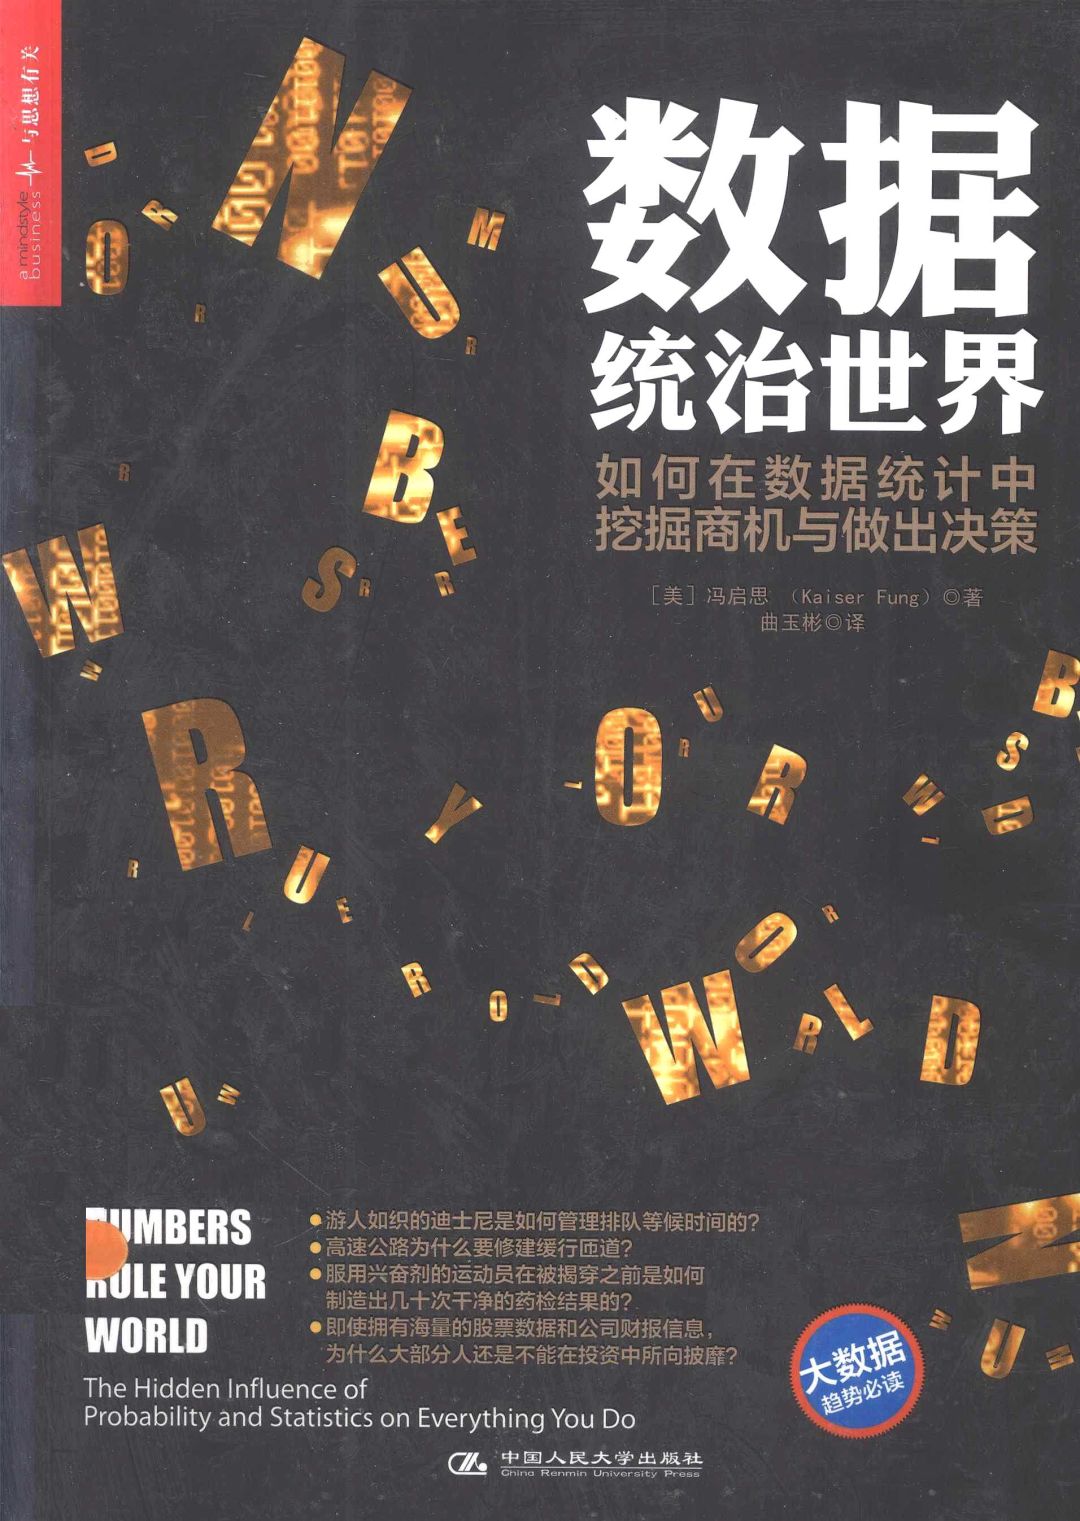 与思想有关
a mindstyle
business
数据
统治世界
如何在数据统计中
挖掘商机与做出决策
［美］冯启思 （Kaiser Fung）◎著
曲玉彬◎译
NUMBERS
RULE YOUR
WORLD
The Hidden Influence of
Probability and Statistics on Everything You Do
游人如织的迪士尼是如何管理排队等候时间的？
高速公路为什么要修建缓行匝道？
服用兴奋剂的运动员在被揭穿之前是如何
制造出几十次干净的药检结果的？
即使拥有海量的股票数据和公司财报信息，
为什么大部分人还是不能在投资中所向披靡？
大数据
趋势必读
中国人民大学出版社
China Renmin University Press